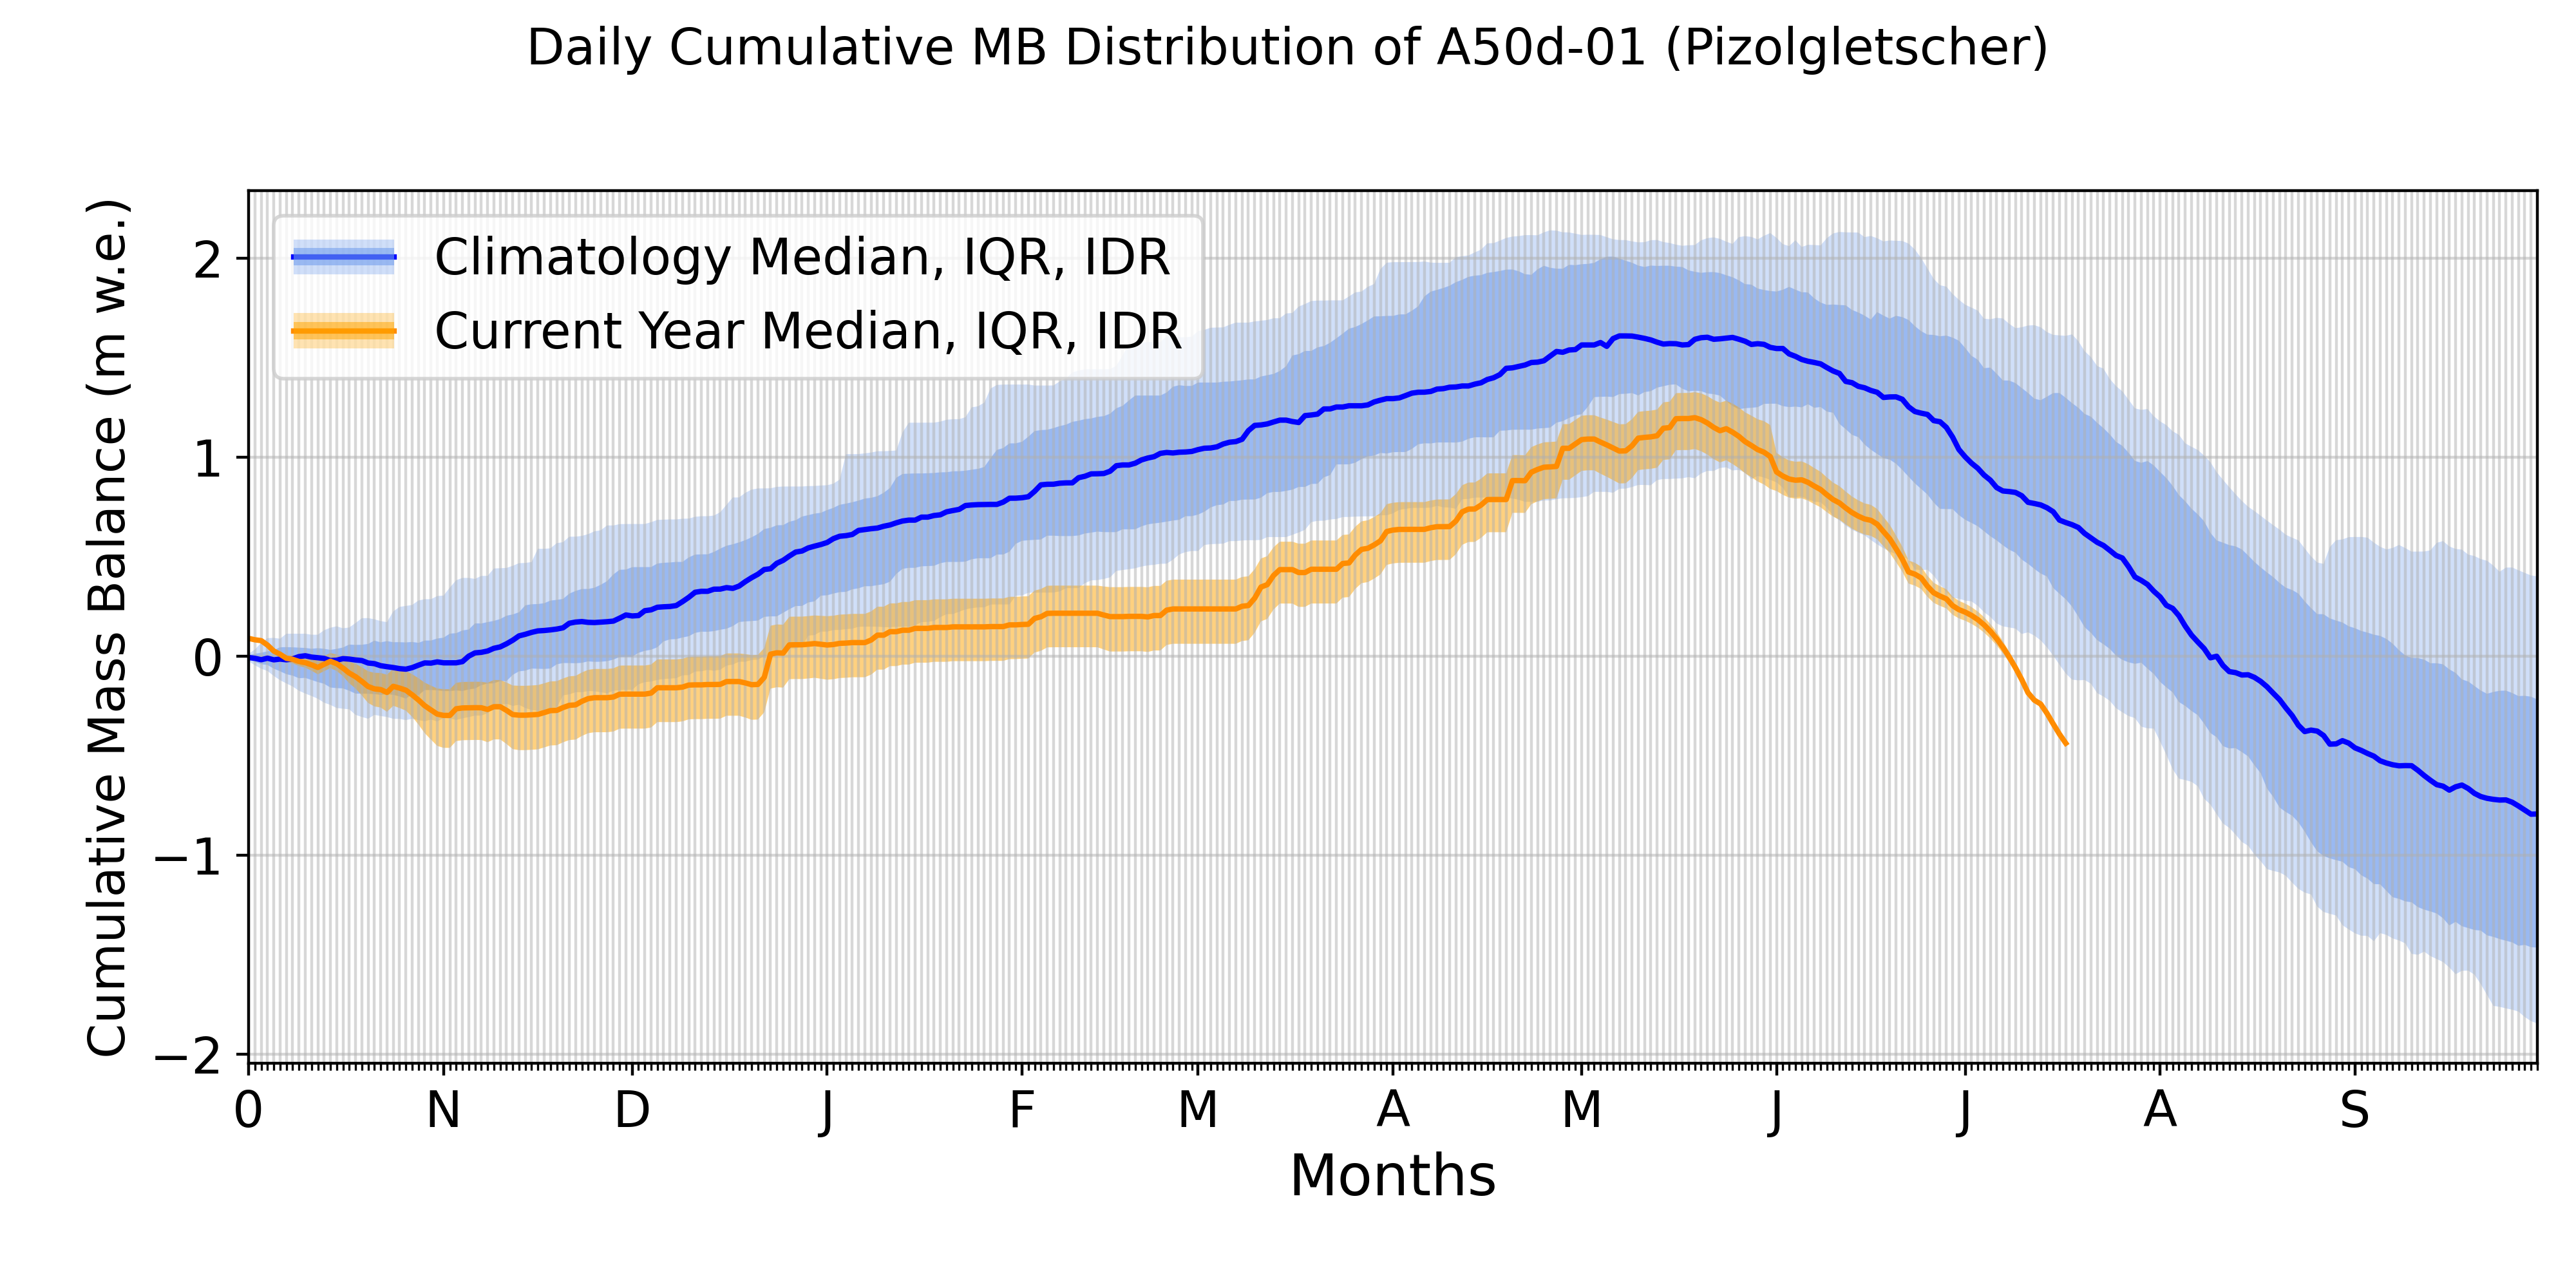 Daily Cumulative MB Distribution of A50d-01 (Pizolgletscher)
Cumulative Mass Balance (m w.e.)
2
1
0
−1
−2
Climatology Median, IQR, IDR
Current Year Median, IQR, IDR
0 N D J F M A M J J A S
Months